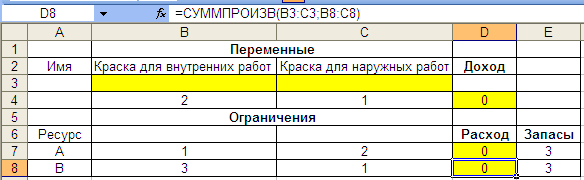 D8 fx =СУММПРОИЗВ(B3:C3;B8:C8)
A B C D E
1 Переменные
2 Имя Краска для внутренних работ Краска для наружных работ Доход
3
4 2 1 0
5 Ограничения
6 Ресурс Расход Запасы
7 A 1 2 0 3
8 B 3 1 0 3